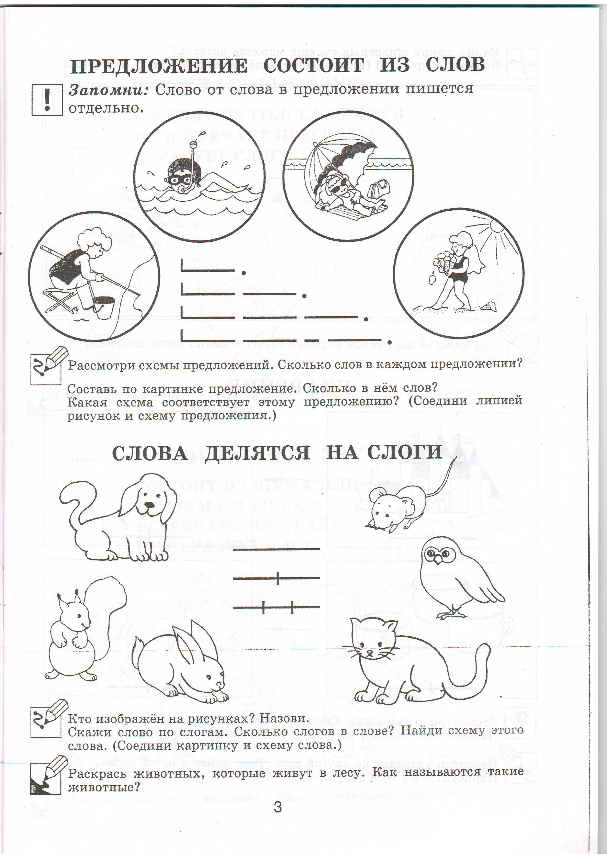 ПРЕДЛОЖЕНИЕ СОСТОИТ ИЗ СЛОВ
! Запомни: Слово от слова в предложении пишется
отдельно.
Рассмотри схемы предложений. Сколько слов в каждом предложении?
Составь по картинке предложение. Сколько в нём слов?
Какая схема соответствует этому предложению? (Соедини линией
рисунок и схему предложения.)
СЛОВА ДЕЛЯТСЯ НА СЛОГИ
Кто изображён на рисунках? Назови.
Скажи слово по слогам. Сколько слогов в слове? Найди схему этого
слова. (Соедини картинку и схему слова.)
Раскрась животных, которые живут в лесу. Как называются такие
животные?
3